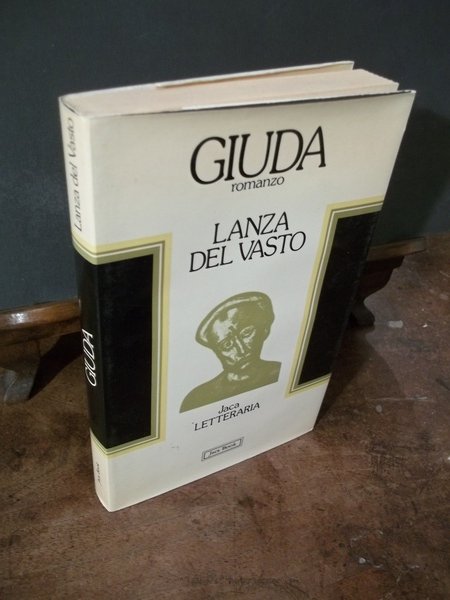 GIUDA
romanzo
LANZA
DEL VASTO
Jaca
LETTERARIA
Jaca Book
Lanza del Vasto
GIUDA